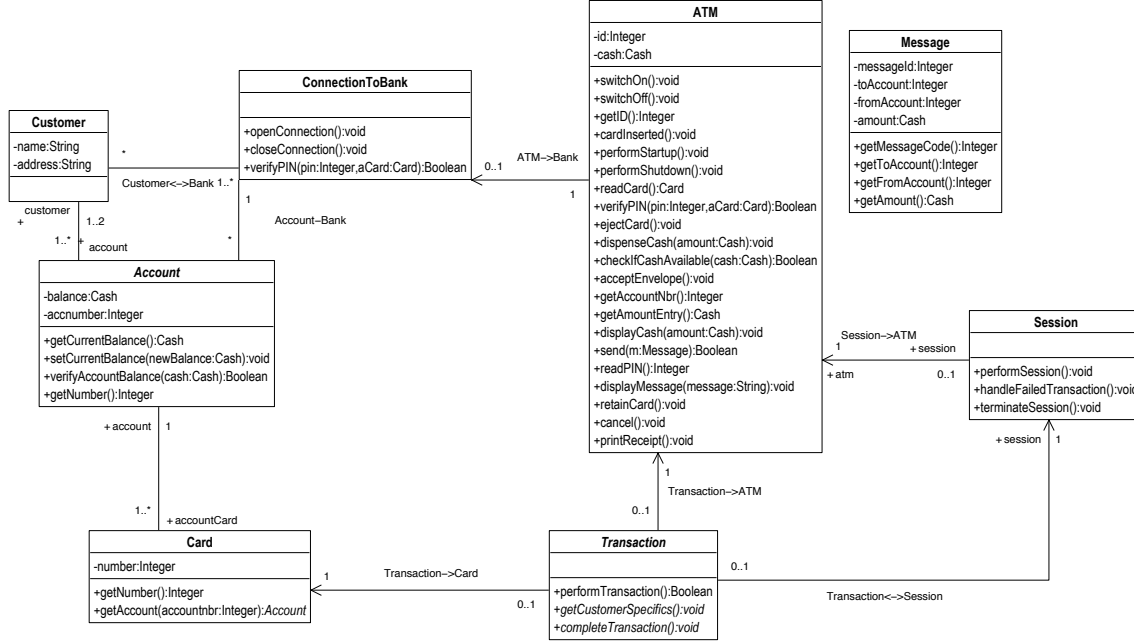 ATM
-id:Integer
-cash:Cash
+switchOn():void
+switchOff():void
+getID():Integer
+cardInserted():void
+performStartup():void
+performShutdown():void
+readCard():Card
+verifyPIN(pin:Integer,aCard:Card):Boolean
+ejectCard():void
+dispenseCash(amount:Cash):void
+checkIfCashAvailable(cash:Cash):Boolean
+acceptEnvelope():void
+getAccountNbr():Integer
+getAmountEntry():Cash
+displayCash(amount:Cash):void
+send(m:Message):Boolean
+readPIN():Integer
+displayMessage(message:String):void
+retainCard():void
+cancel():void
+printReceipt():void
Message
-messageId:Integer
-toAccount:Integer
-fromAccount:Integer
-amount:Cash
+getMessageCode():Integer
+getToAccount():Integer
+getFromAccount():Integer
+getAmount():Cash
ConnectionToBank
+openConnection():void
+closeConnection():void
+verifyPIN(pin:Integer,aCard:Card):Boolean
Customer
-name:String
-address:String
*
Customer<->Bank 1..*
ATM->Bank
0..1
1
customer
+
1..2
1..* +
account
1
Account-Bank
*
Account
-balance:Cash
-accnumber:Integer
+getCurrentBalance():Cash
+setCurrentBalance(newBalance:Cash):void
+verifyAccountBalance(cash:Cash):Boolean
+getNumber():Integer
Session->ATM
1
+ session
+ atm
0..1
Session
+performSession():void
+handleFailedTransaction():void
+terminateSession():void
+ account 1
1..*
+ accountCard
+ session 1
1
Transaction->ATM
0..1
Card
-number:Integer
+getNumber():Integer
+getAccount(accountnbr:Integer):Account
1
Transaction->Card
0..1
Transaction
+performTransaction():Boolean
+getCustomerSpecifics():void
+completeTransaction():void
0..1
Transaction<->Session